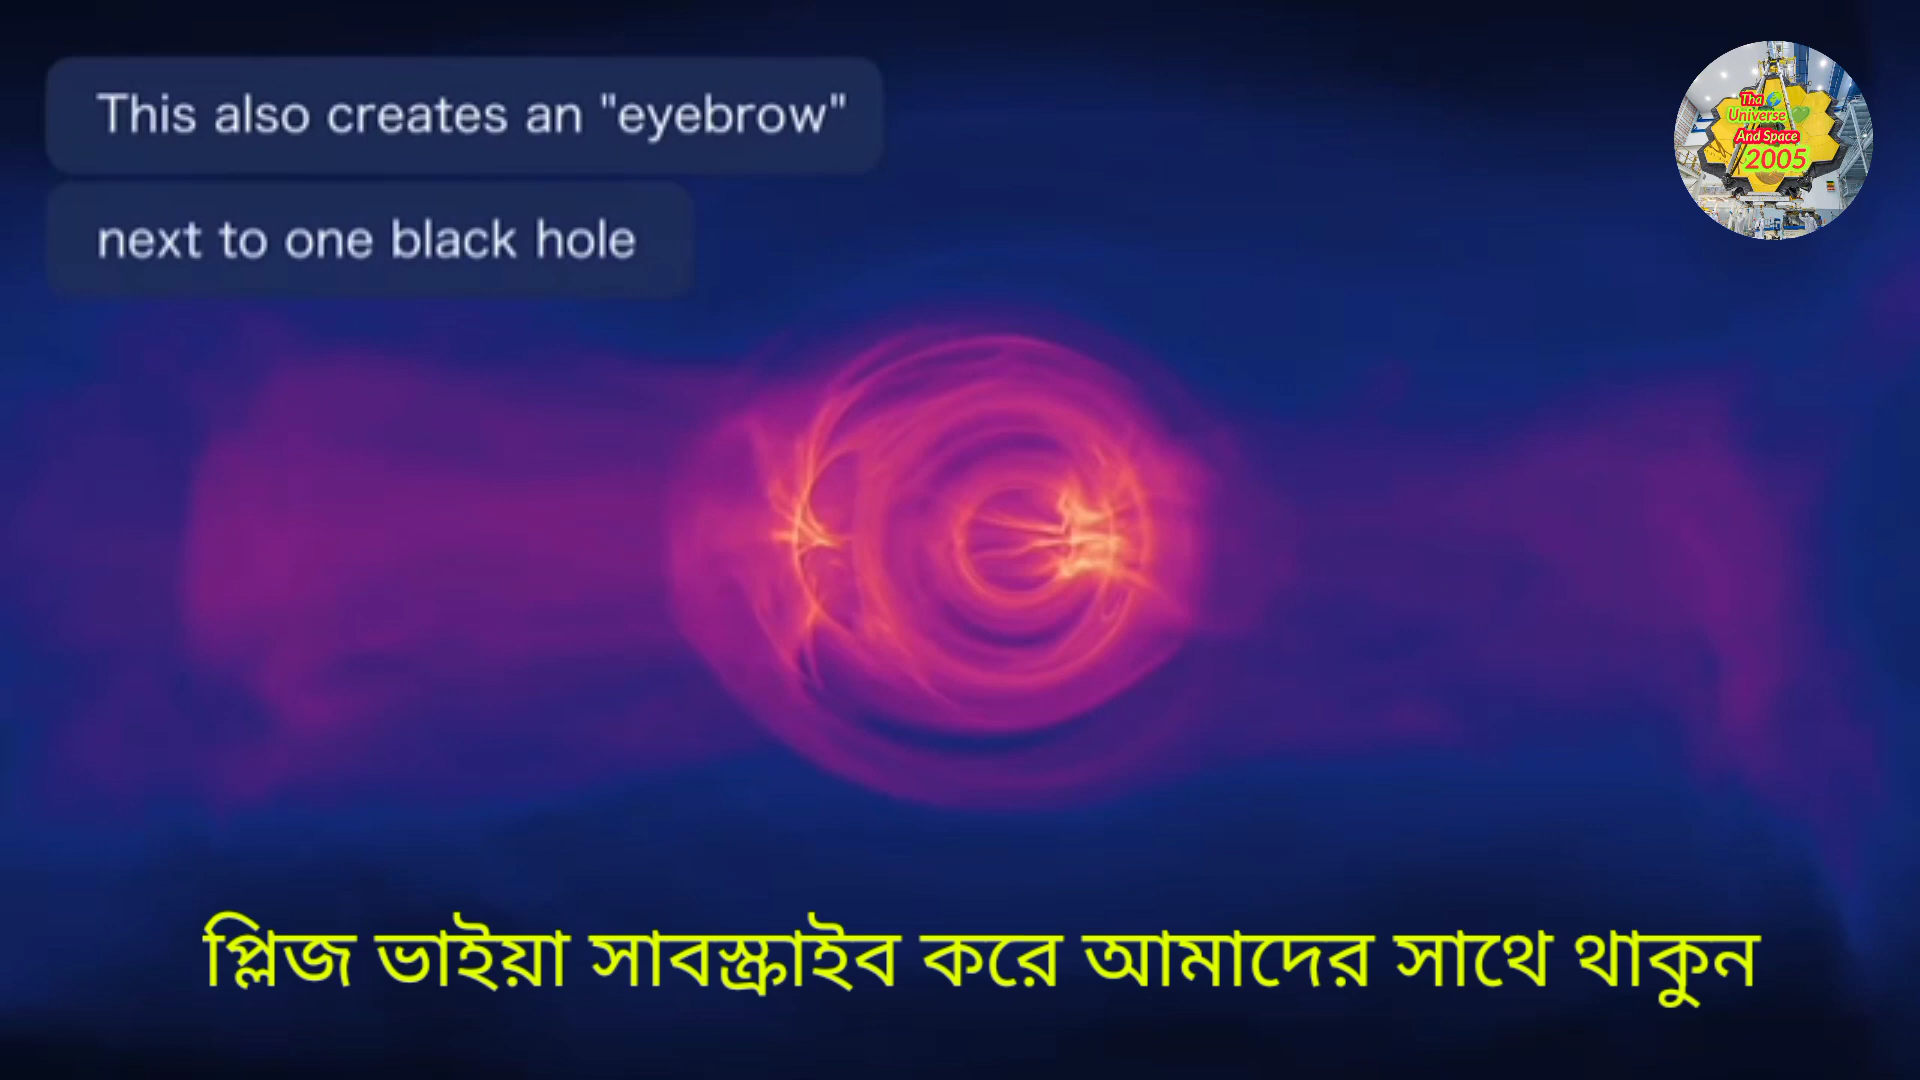 This also creates an "eyebrow"
next to one black hole
Tha
Universe
And Space
2005
প্লিজ ভাইয়া সাবস্ক্রাইব করে আমাদের সাথে থাকুন